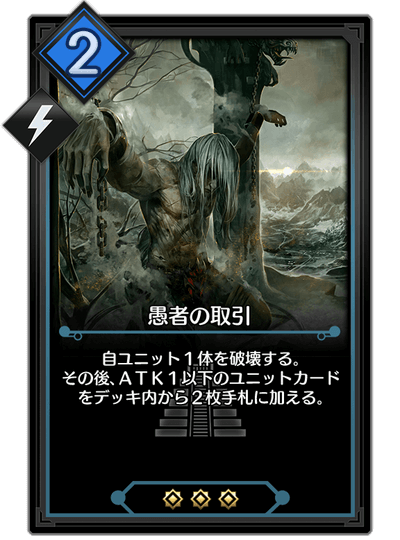 2
愚者の取引
自ユニット１体を破壊する。
その後、ＡＴＫ１以下のユニットカード
をデッキ内から２枚手札に加える。